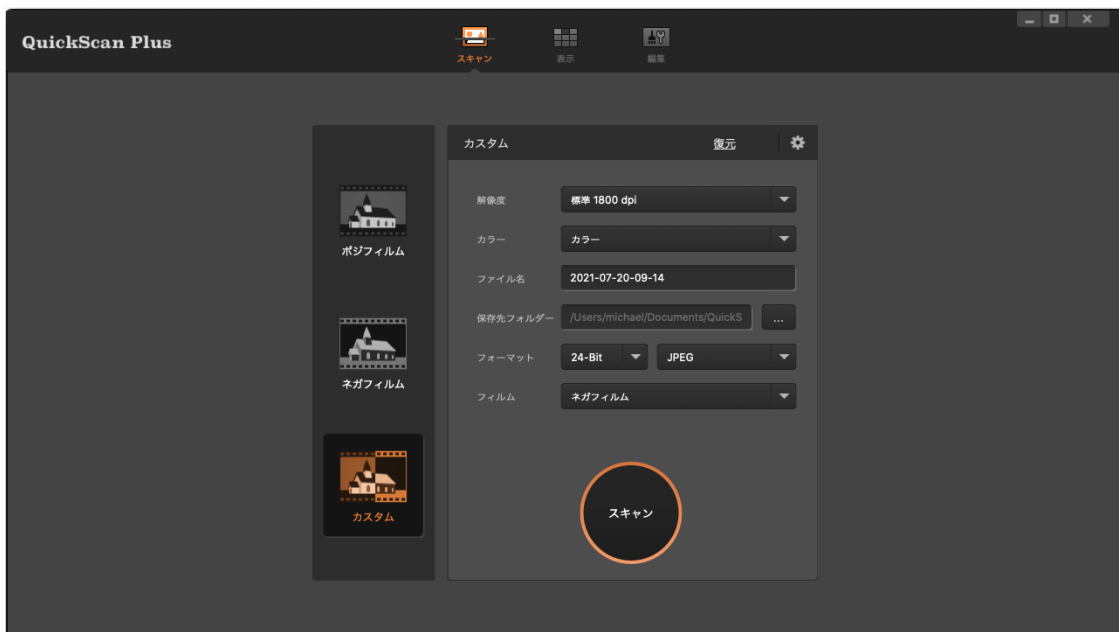 QuickScan Plus
スキャン
表示
編集
ポジフィルム
ネガフィルム
カスタム
カスタム
復元
解像度
標準 1800 dpi
カラー
カラー
ファイル名
2021-07-20-09-14
保存先フォルダー
/Users/michael/Documents/QuickS
...
フォーマット
24-Bit
JPEG
フィルム
ネガフィルム
スキャン